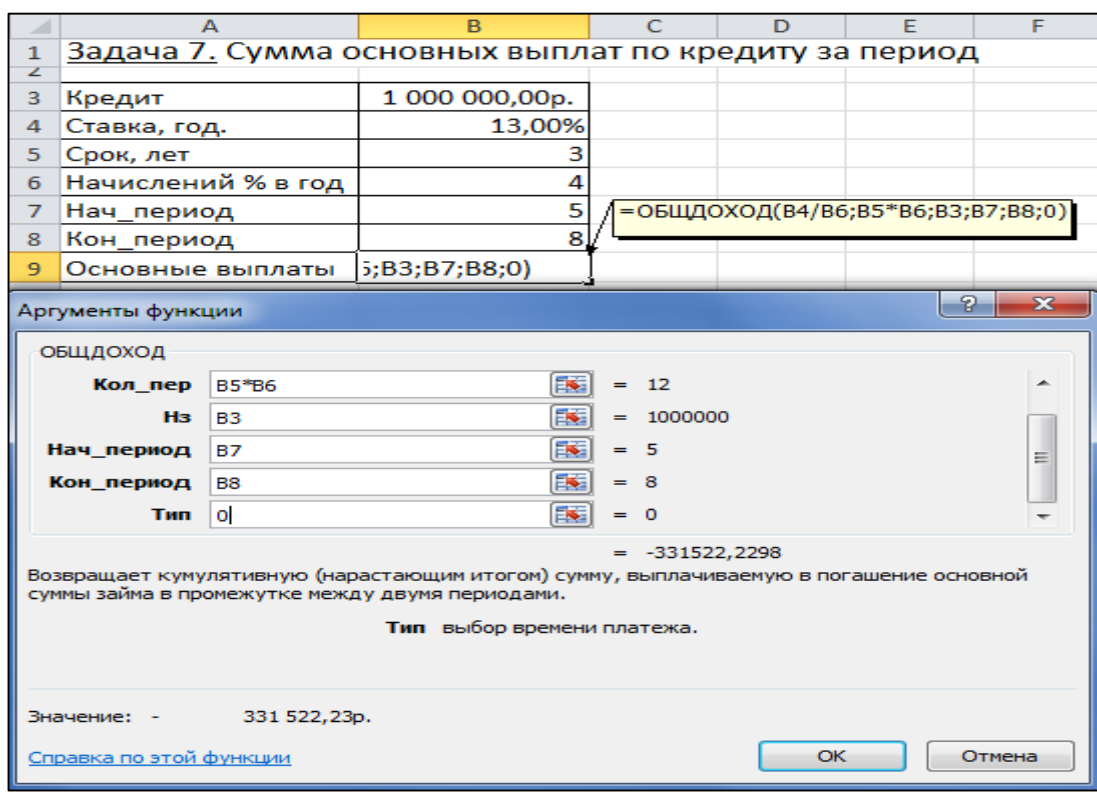 A B C D E F
1 Задача 7. Сумма основных выплат по кредиту за период
2
3 Кредит 1 000 000,00р.
4 Ставка, год. 13,00%
5 Срок, лет 3
6 Начислений % в год 4
7 Нач_период 5 =ОБЩДОХОД(B4/B6;B5*B6;B3;B7;B8;0)
8 Кон_период 8
9 Основные выплаты ;B3;B7;B8;0)
Аргументы функции ?
ОБЩДОХОД
Кол_пер B5*B6 = 12
Нз B3 = 1000000
Нач_период B7 = 5
Кон_период B8 = 8
Тип 0 = 0
= -331522,2298
Возвращает кумулятивную (нарастающим итогом) сумму, выплачиваемую в погашение основной
суммы займа в промежутке между двумя периодами.
Тип выбор времени платежа.
Значение: - 331 522,23р.
Справка по этой функции OK Отмена